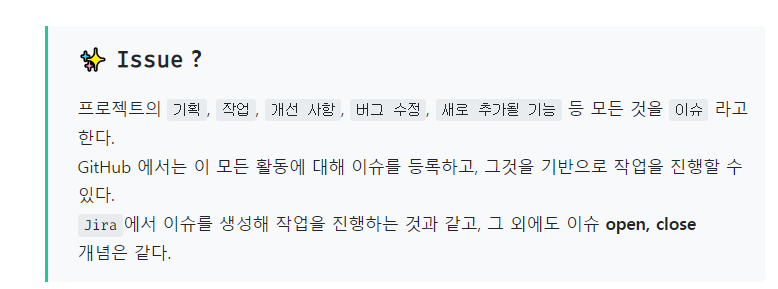 ✨ Issue ?
프로젝트의 기획, 작업, 개선 사항, 버그 수정, 새로 추가될 기능 등 모든 것을 이슈 라고
한다.
GitHub 에서는 이 모든 활동에 대해 이슈를 등록하고, 그것을 기반으로 작업을 진행할 수
있다.
Jira에서 이슈를 생성해 작업을 진행하는 것과 같고, 그 외에도 이슈 open, close
개념은 같다.